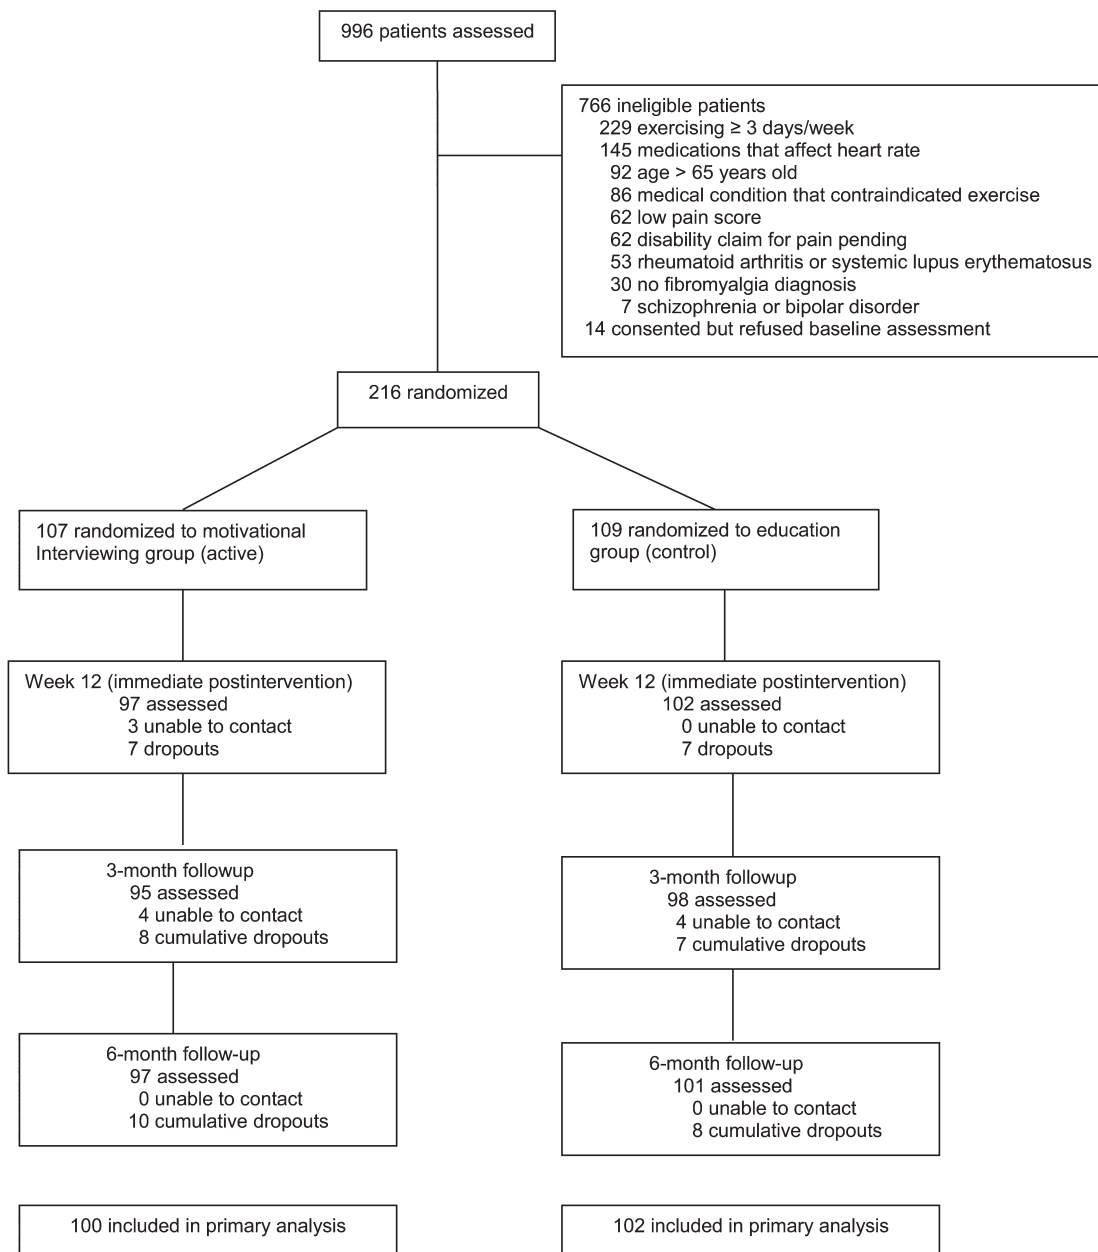 996 patients assessed
766 ineligible patients
229 exercising ≥ 3 days/week
145 medications that affect heart rate
92 age > 65 years old
86 medical condition that contraindicated exercise
62 low pain score
62 disability claim for pain pending
53 rheumatoid arthritis or systemic lupus erythematosus
30 no fibromyalgia diagnosis
7 schizophrenia or bipolar disorder
14 consented but refused baseline assessment
216 randomized
107 randomized to motivational
Interviewing group (active)
109 randomized to education
group (control)
Week 12 (immediate postintervention)
97 assessed
3 unable to contact
7 dropouts
Week 12 (immediate postintervention)
102 assessed
0 unable to contact
7 dropouts
3-month followup
95 assessed
4 unable to contact
8 cumulative dropouts
3-month followup
98 assessed
4 unable to contact
7 cumulative dropouts
6-month follow-up
97 assessed
0 unable to contact
10 cumulative dropouts
6-month follow-up
101 assessed
0 unable to contact
8 cumulative dropouts
100 included in primary analysis
102 included in primary analysis